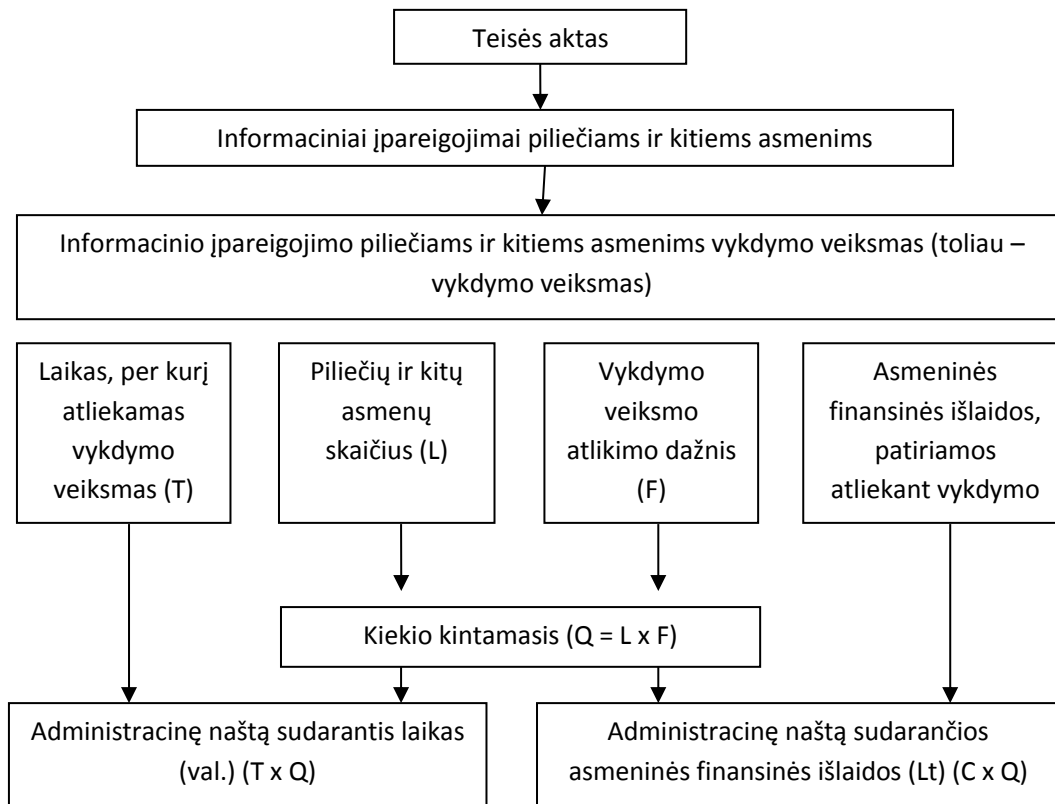 Teisės aktas
Informaciniai įpareigojimai piliečiams ir kitiems asmenims
Informacinio įpareigojimo piliečiams ir kitiems asmenims vykdymo veiksmas (toliau –
vykdymo veiksmas)
Laikas, per kurį
atliekamas
vykdymo
veiksmas (T)
Piliečių ir kitų
asmenų
skaičius (L)
Vykdymo
veiksmo
atlikimo dažnis
(F)
Asmeninės
finansinės išlaidos,
patiriamos
atliekant vykdymo
Kiekio kintamasis (Q = L x F)
Administracinę naštą sudarantis laikas
(val.) (T x Q)
Administracinę naštą sudarančios
asmeninės finansinės išlaidos (Lt) (C x Q)